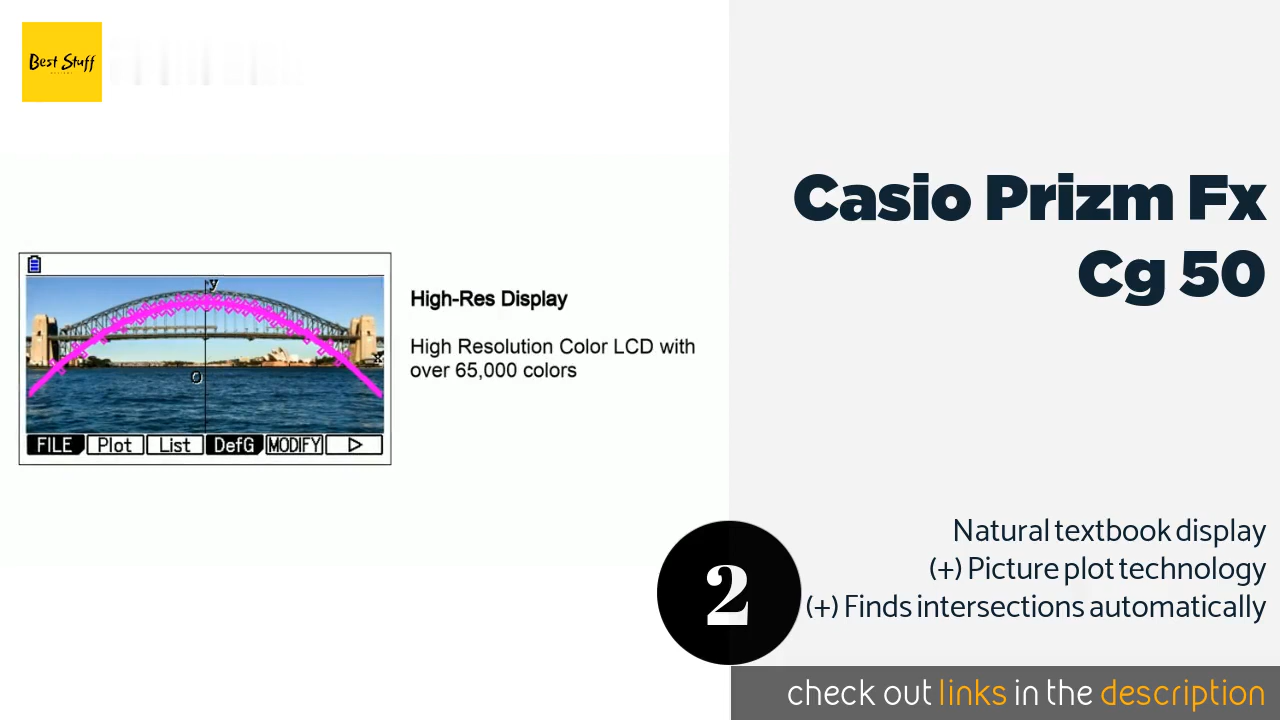 Best Stuff
Casio Prizm Fx
Cg 50
y
x
O
FILE Plot List DefG MODIFY
High-Res Display
High Resolution Color LCD with
over 65,000 colors
2
Natural textbook display
(+) Picture plot technology
(+) Finds intersections automatically
check out links in the description